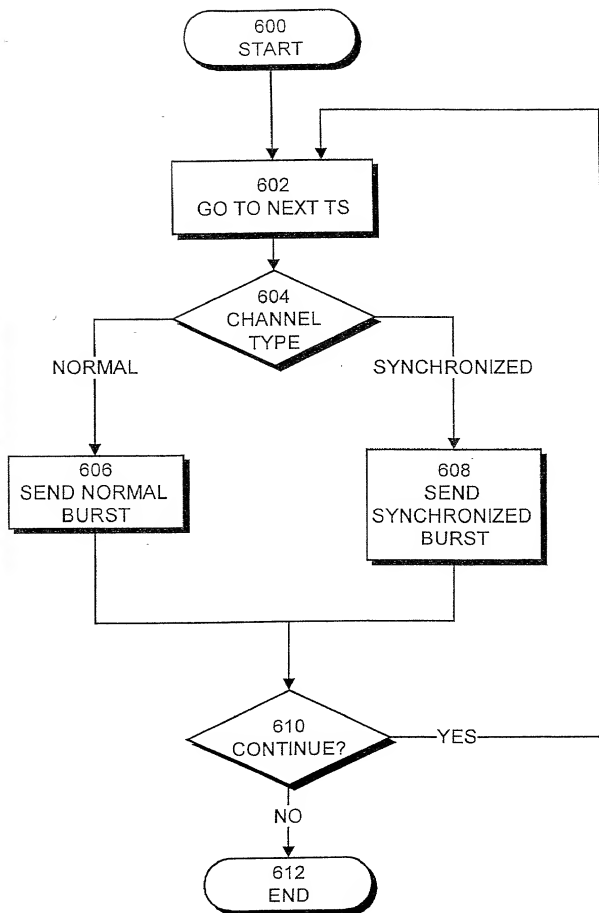 600
START
602
GO TO NEXT TS
604
CHANNEL
TYPE
NORMAL
SYNCHRONIZED
606
SEND NORMAL
BURST
608
SEND
SYNCHRONIZED
BURST
610
CONTINUE?
YES
NO
612
END